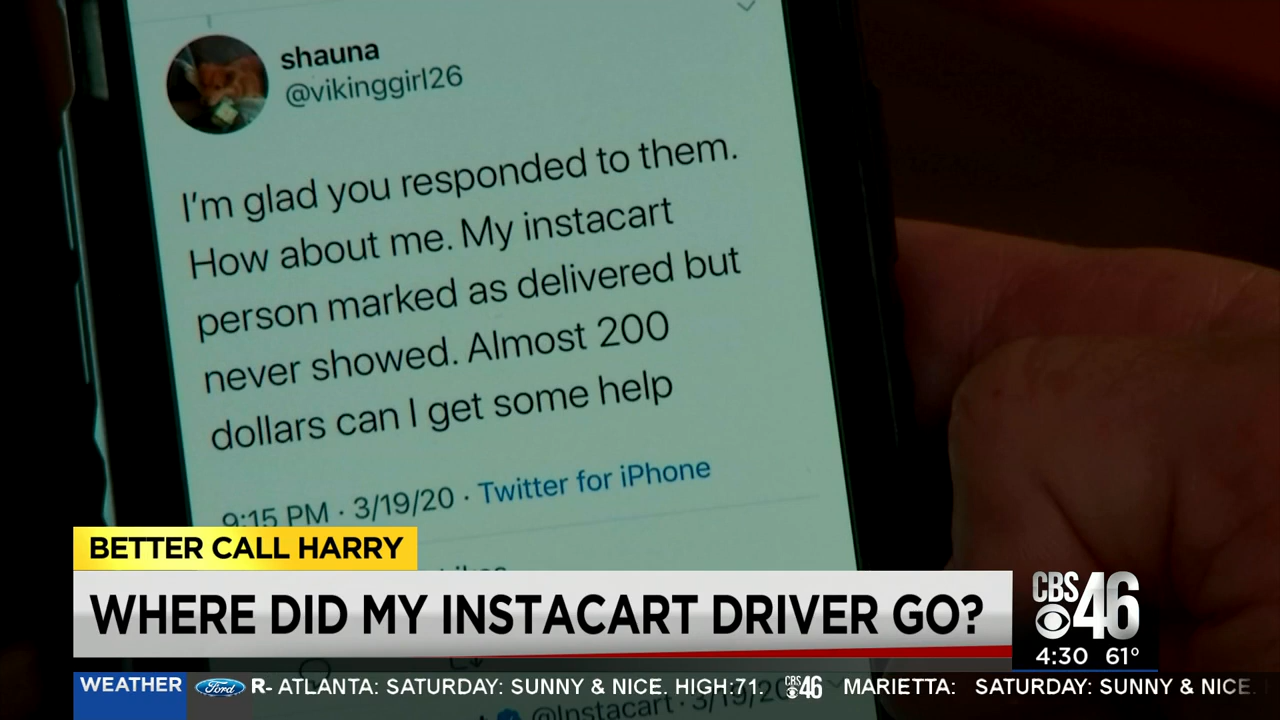 shauna
@vikinggirl26
I'm glad you responded to them.
How about me. My instacart
person marked as delivered but
never showed. Almost 200
dollars can I get some help
9:15 PM · 3/19/20 · Twitter for iPhone
BETTER CALL HARRY
WHERE DID MY INSTACART DRIVER GO?
CBS 46
4:30 61°
WEATHER Ford R- ATLANTA: SATURDAY: SUNNY & NICE. HIGH:71. CBS 46 MARIETTA: SATURDAY: SUNNY & NICE.
@Instacart · 3/19/20